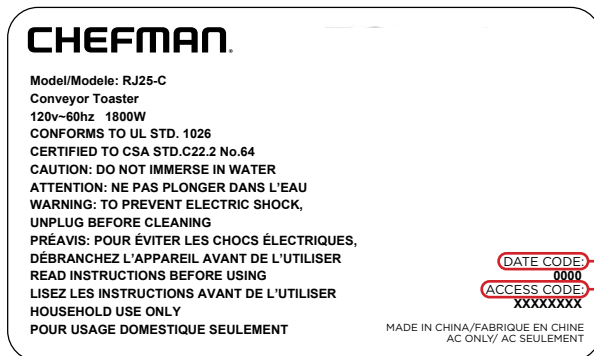 CHEFMAN®
Model/Modele: RJ25-C
Conveyor Toaster
120v~60hz 1800W
CONFORMS TO UL STD. 1026
CERTIFIED TO CSA STD.C22.2 No.64
CAUTION: DO NOT IMMERSE IN WATER
ATTENTION: NE PAS PLONGER DANS L'EAU
WARNING: TO PREVENT ELECTRIC SHOCK,
UNPLUG BEFORE CLEANING
PRÉAVIS: POUR ÉVITER LES CHOCS ÉLECTRIQUES,
DÉBRANCHEZ L'APPAREIL AVANT DE L'UTILISER
READ INSTRUCTIONS BEFORE USING
LISEZ LES INSTRUCTIONS AVANT DE L'UTILISER
HOUSEHOLD USE ONLY
POUR USAGE DOMESTIQUE SEULEMENT
DATE CODE:
0000
ACCESS CODE:
XXXXXXXX
MADE IN CHINA/FABRIQUE EN CHINE
AC ONLY/ AC SEULEMENT